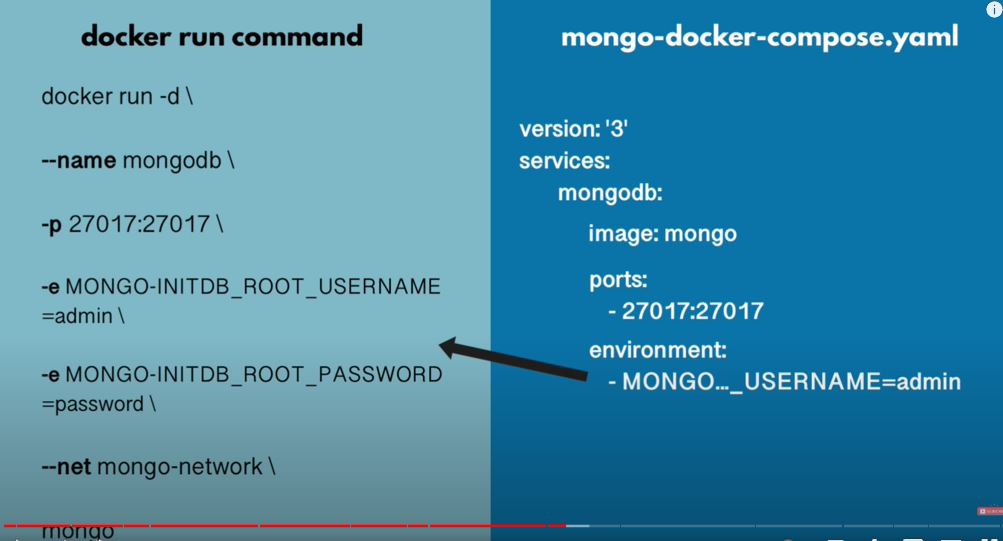 docker run command
docker run -d \
--name mongodb \
-p 27017:27017 \
-e MONGO-INITDB_ROOT_USERNAME
=admin \
-e MONGO-INITDB_ROOT_PASSWORD
=password \
--net mongo-network \
mongo
mongo-docker-compose.yaml
version: '3'
services:
mongodb:
image: mongo
ports:
- 27017:27017
environment:
- MONGO..._USERNAME=admin